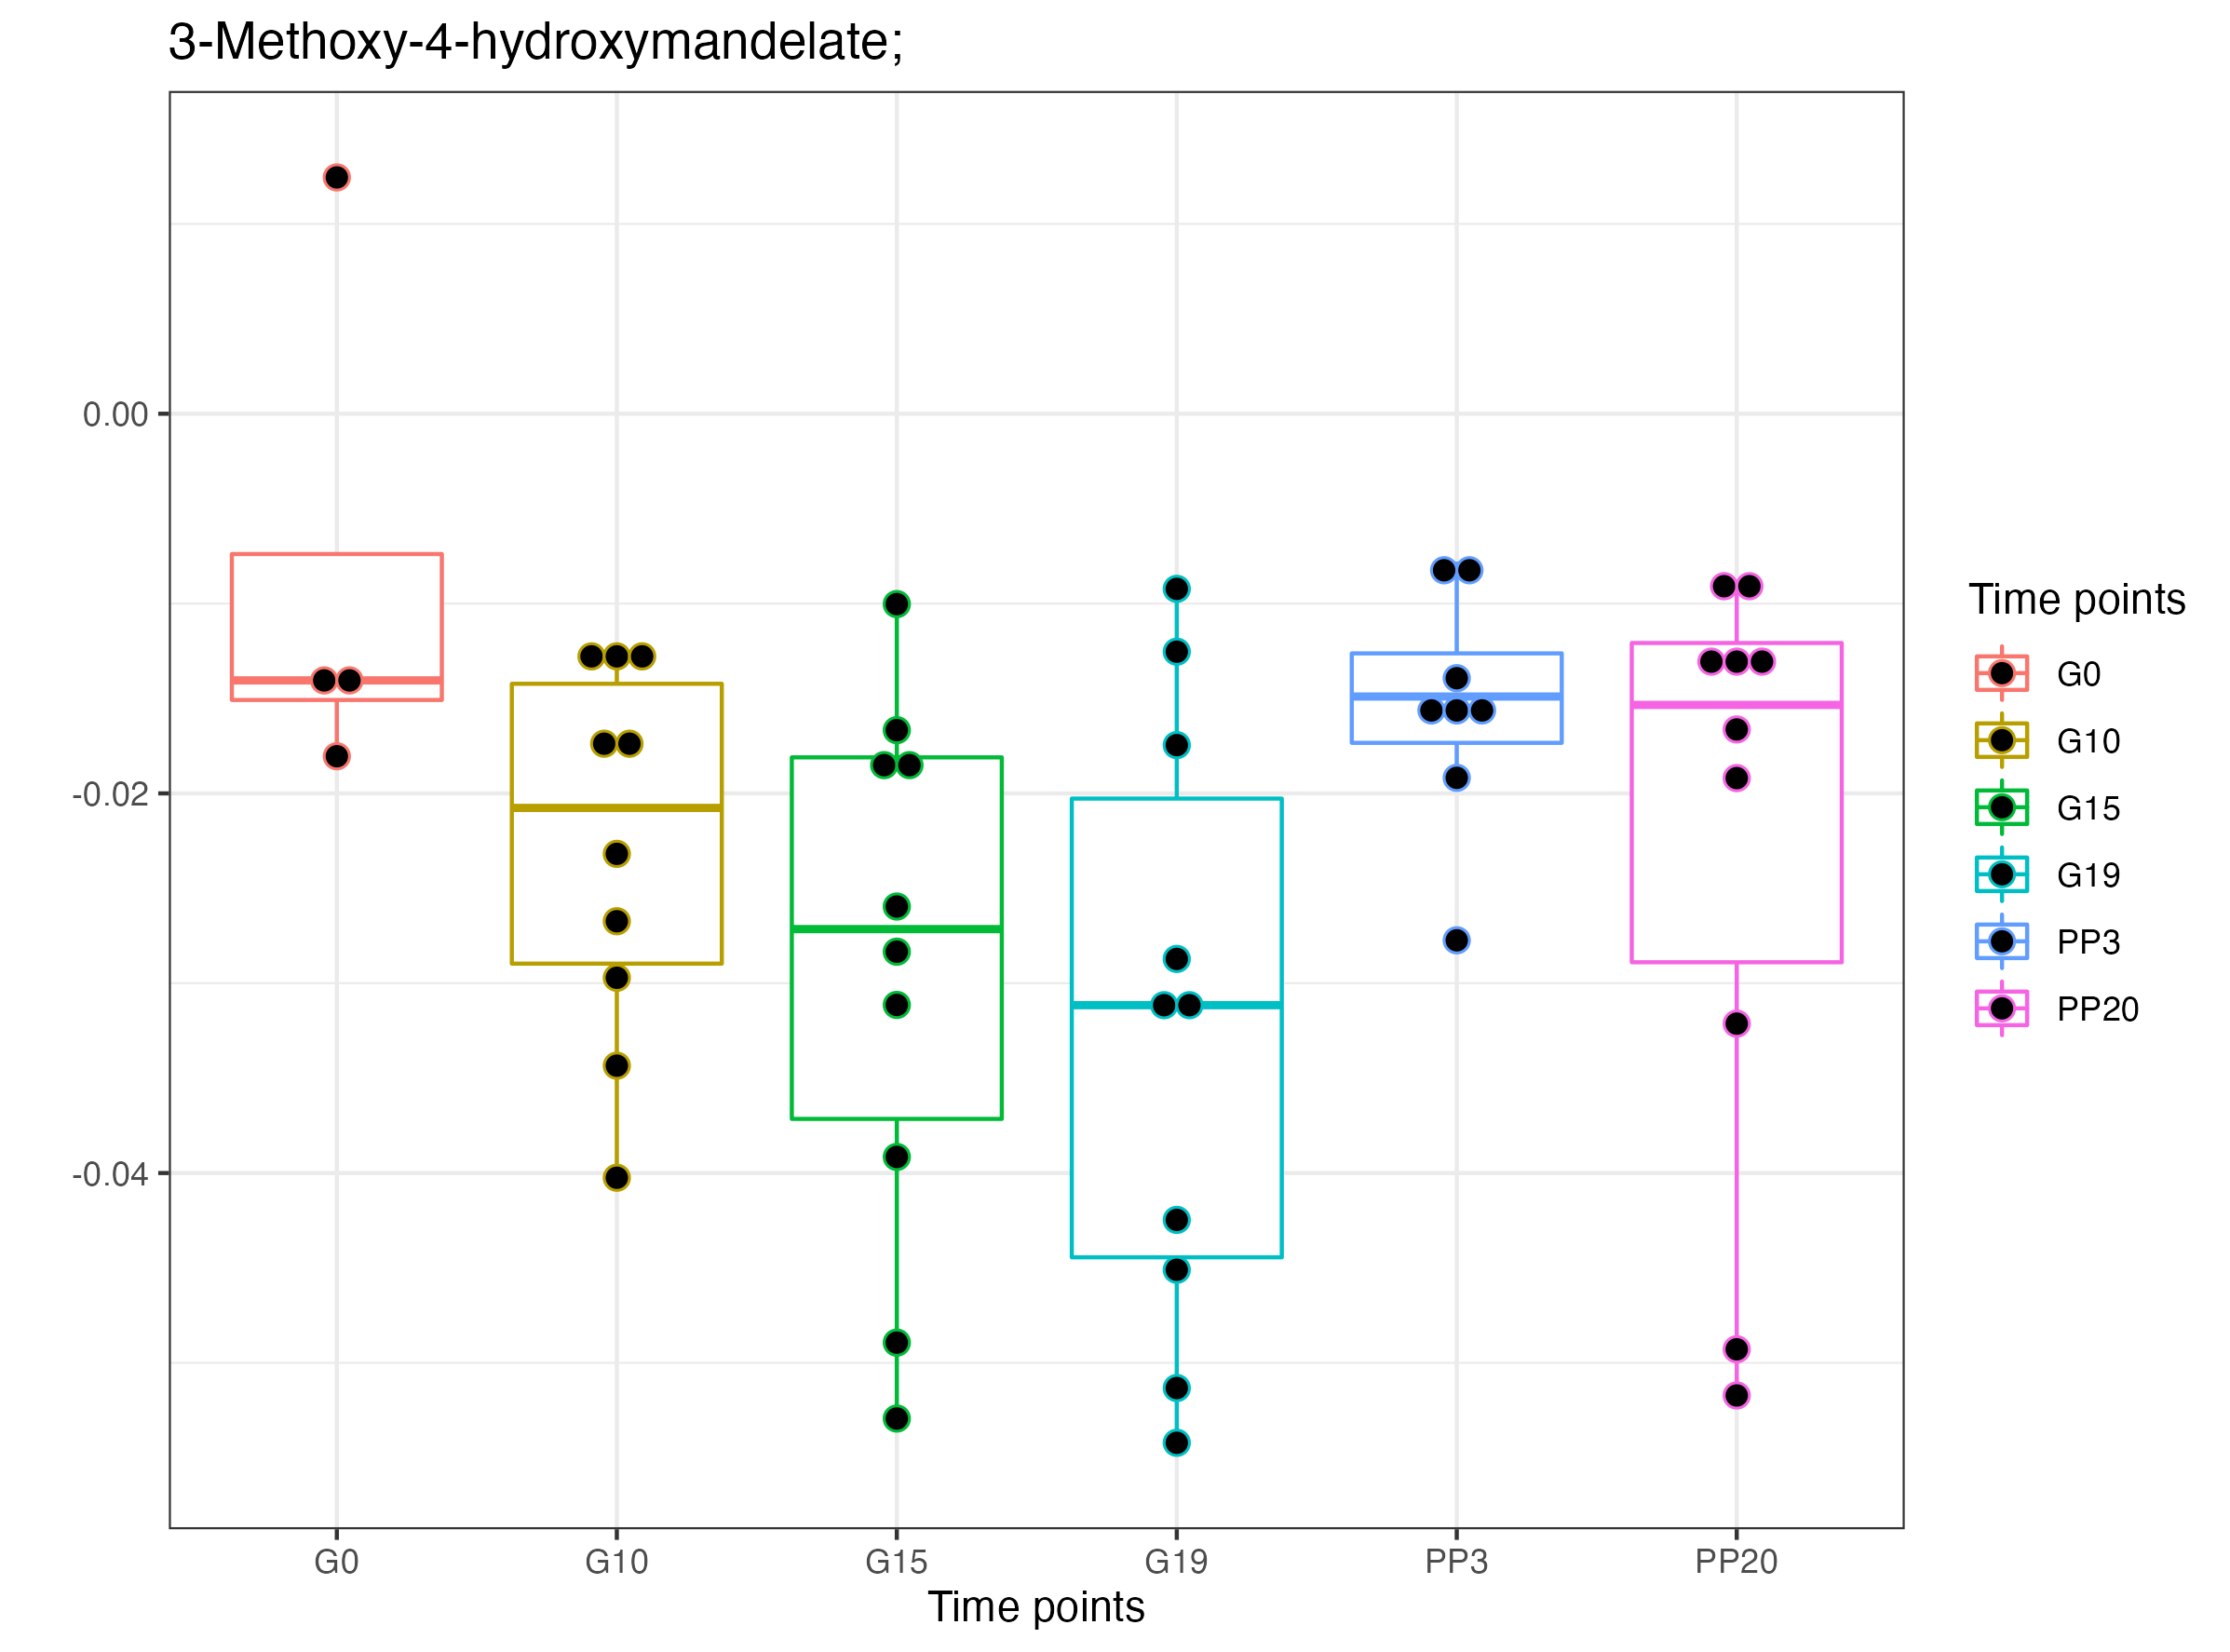 3-Methoxy-4-hydroxymandelate;
0.00
-0.02
-0.04
G0 G10 G15 G19 PP3 PP20
Time points
Time points
G0
G10
G15
G19
PP3
PP20